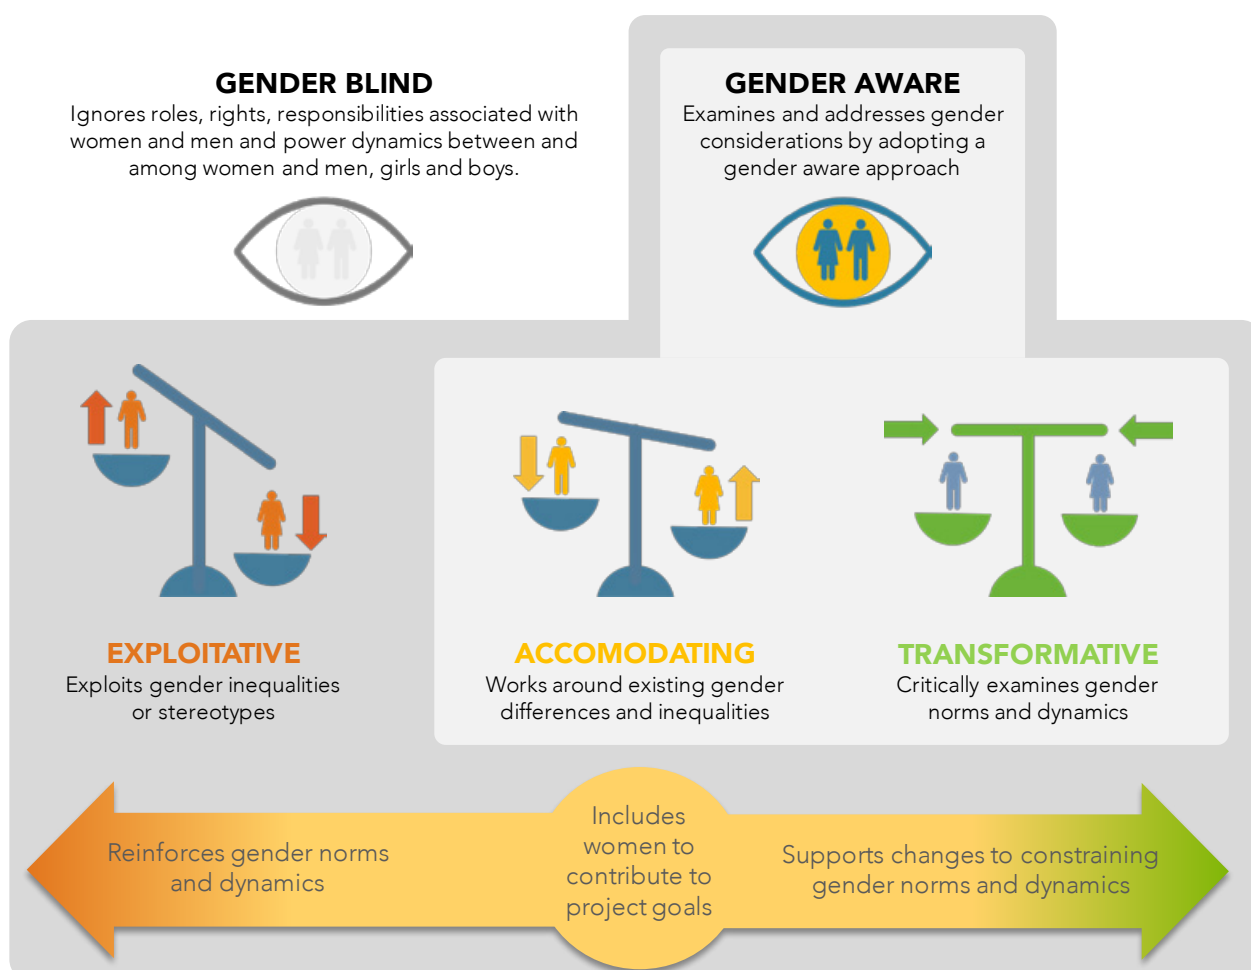 GENDER BLIND
Ignores roles, rights, responsibilities associated with
women and men and power dynamics between and
among women and men, girls and boys.
GENDER AWARE
Examines and addresses gender
considerations by adopting a
gender aware approach
EXPLOITATIVE
Exploits gender inequalities
or stereotypes
ACCOMODATING
Works around existing gender
differences and inequalities
TRANSFORMATIVE
Critically examines gender
norms and dynamics
Reinforces gender norms
and dynamics
Includes
women to
contribute to
project goals
Supports changes to constraining
gender norms and dynamics